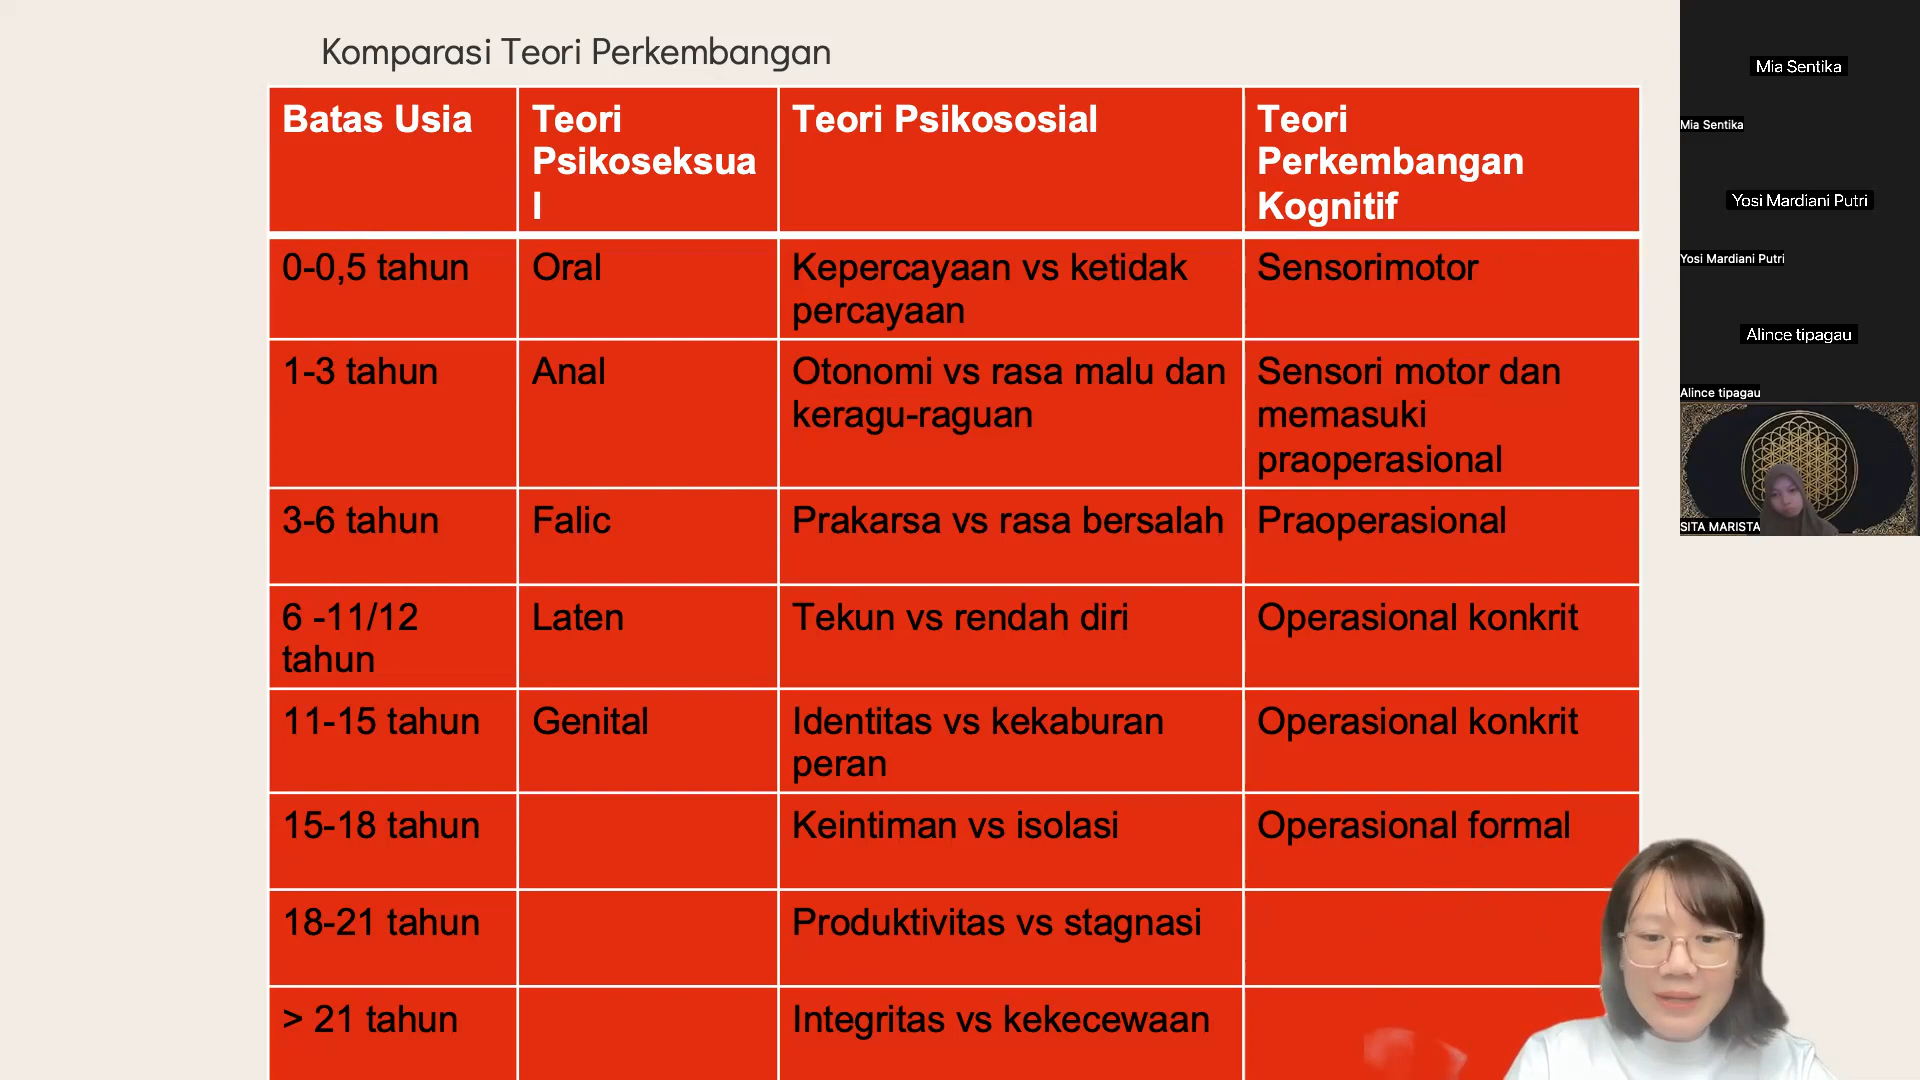 Komparasi Teori Perkembangan
Batas Usia
Teori
Psikoseksua
l
Teori Psikososial
Teori
Perkembangan
Kognitif
0-0,5 tahun
Oral
Kepercayaan vs ketidak
percayaan
Sensorimotor
1-3 tahun
Anal
Otonomi vs rasa malu dan
keragu-raguan
Sensori motor dan
memasuki
praoperasional
3-6 tahun
Falic
Prakarsa vs rasa bersalah
Praoperasional
6 -11/12
tahun
Laten
Tekun vs rendah diri
Operasional konkrit
11-15 tahun
Genital
Identitas vs kekaburan
peran
Operasional konkrit
15-18 tahun
Keintiman vs isolasi
Operasional formal
18-21 tahun
Produktivitas vs stagnasi
> 21 tahun
Integritas vs kekecewaan
Mia Sentika
Mia Sentika
Yosi Mardiani Putri
Yosi Mardiani Putri
Alince tipagau
Alince tipagau
SITA MARISTA